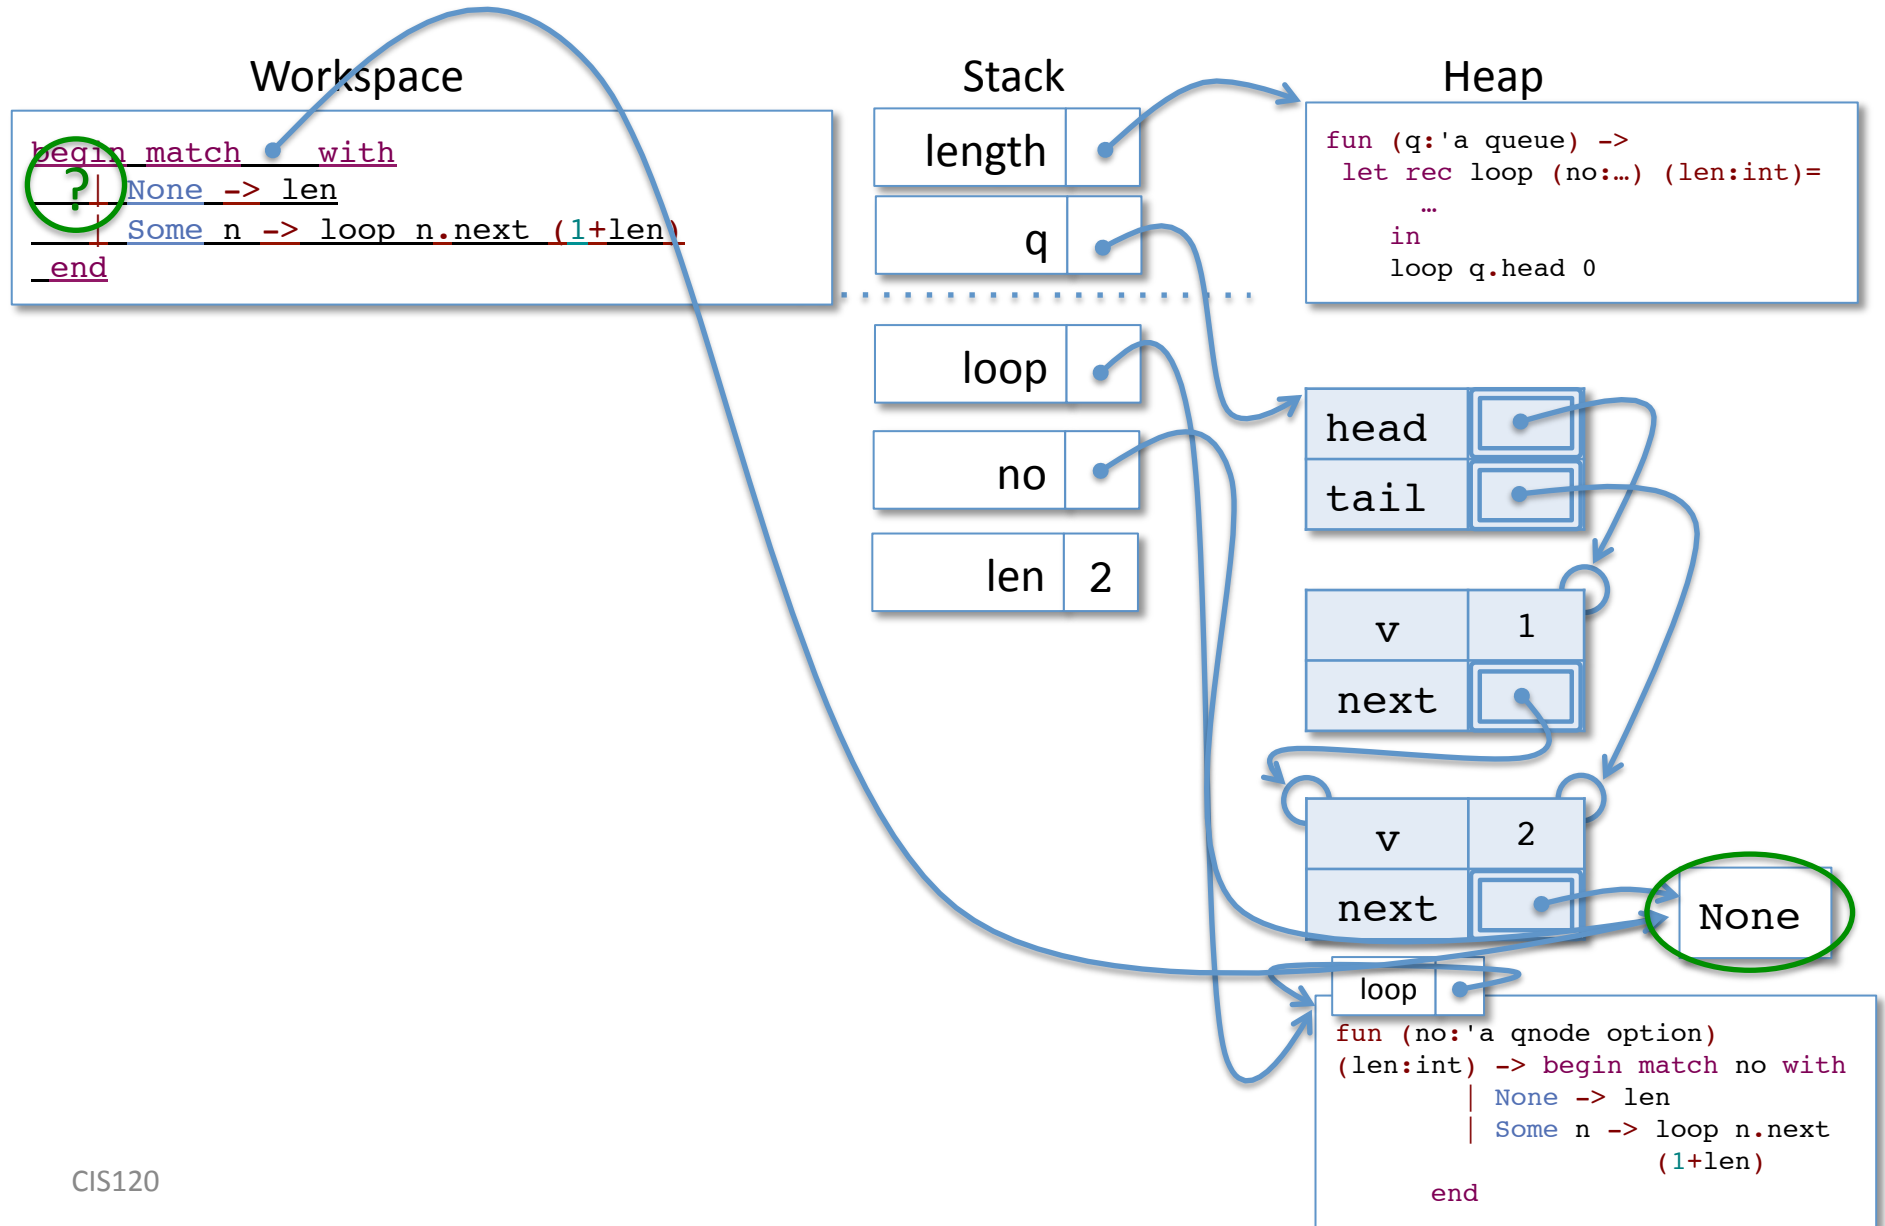 Workspace
begin match with
? | None -> len
| Some n -> loop n.next (1+len)
end
Stack
length
q
loop
no
len 2
Heap
fun (q:'a queue) ->
let rec loop (no:…) (len:int)=
…
in
loop q.head 0
head
tail
v 1
next
v 2
next
None
loop
fun (no:'a qnode option)
(len:int) -> begin match no with
| None -> len
| Some n -> loop n.next
(1+len)
end
CIS120